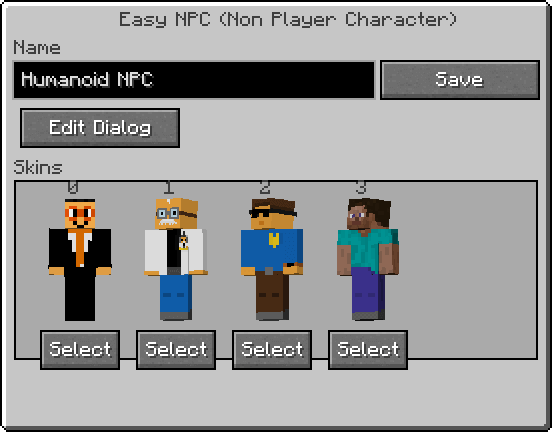 Easy NPC (Non Player Character)
Name
Humanoid NPC
Save
Edit Dialog
Skins
0 1 2 3
Select Select Select Select